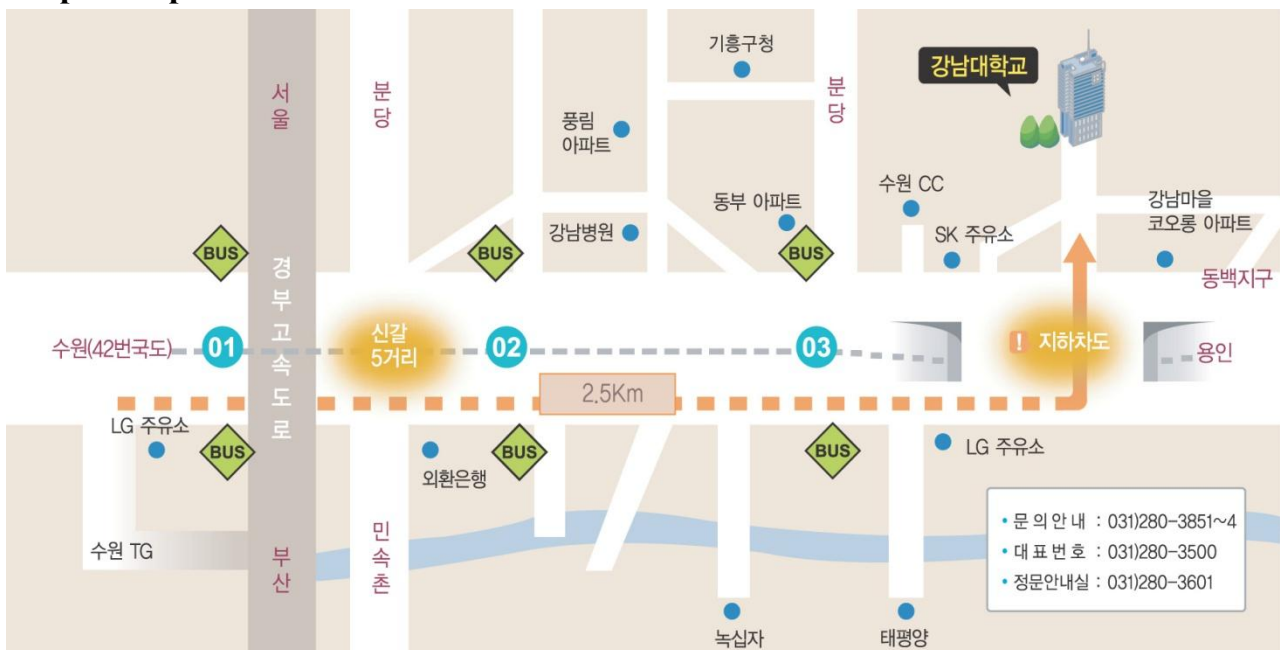 기흥구청
강남대학교
서울
분당
분당
풍림
아파트
수원 CC
강남마을
코오롱 아파트
동부 아파트
강남병원
SK 주유소
BUS
BUS
BUS
동백지구
경부고속도로
신갈
5거리
수원(42번국도)
01
02
03
! 지하차도
용인
2.5Km
LG 주유소
BUS
BUS
BUS
외환은행
LG 주유소
수원 TG
부산
민속촌
• 문의안내 : 031)280-3851~4
• 대표번호 : 031)280-3500
• 정문안내실 : 031)280-3601
녹십자
태평양